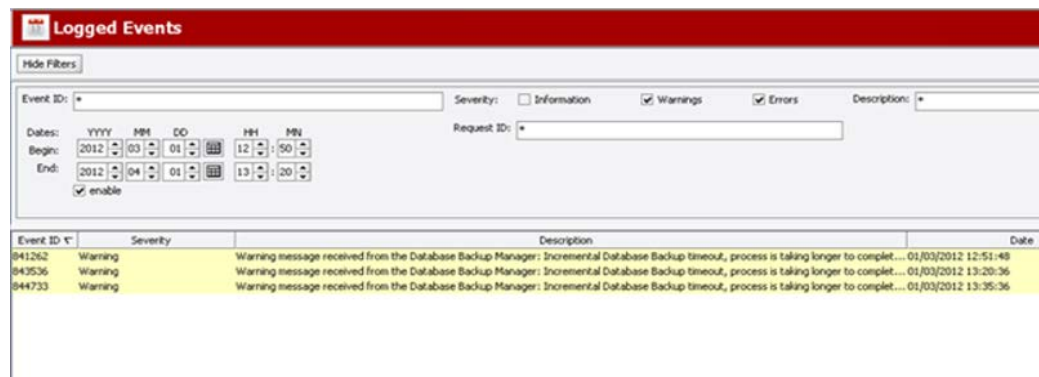 Logged Events
Hide Filters
Event ID: * Severity: Information Warnings Errors Description: *
Dates: YYYY MM DD HH MN Request ID: *
Begin: 2012 03 01 12 : 50
End: 2012 04 01 13 : 20
enable
Event ID Severity Description Date
841262 Warning Warning message received from the Database Backup Manager: Incremental Database Backup timeout, process is taking longer to complet... 01/03/2012 12:51:48
843536 Warning Warning message received from the Database Backup Manager: Incremental Database Backup timeout, process is taking longer to complet... 01/03/2012 13:20:36
844733 Warning Warning message received from the Database Backup Manager: Incremental Database Backup timeout, process is taking longer to complet... 01/03/2012 13:35:36